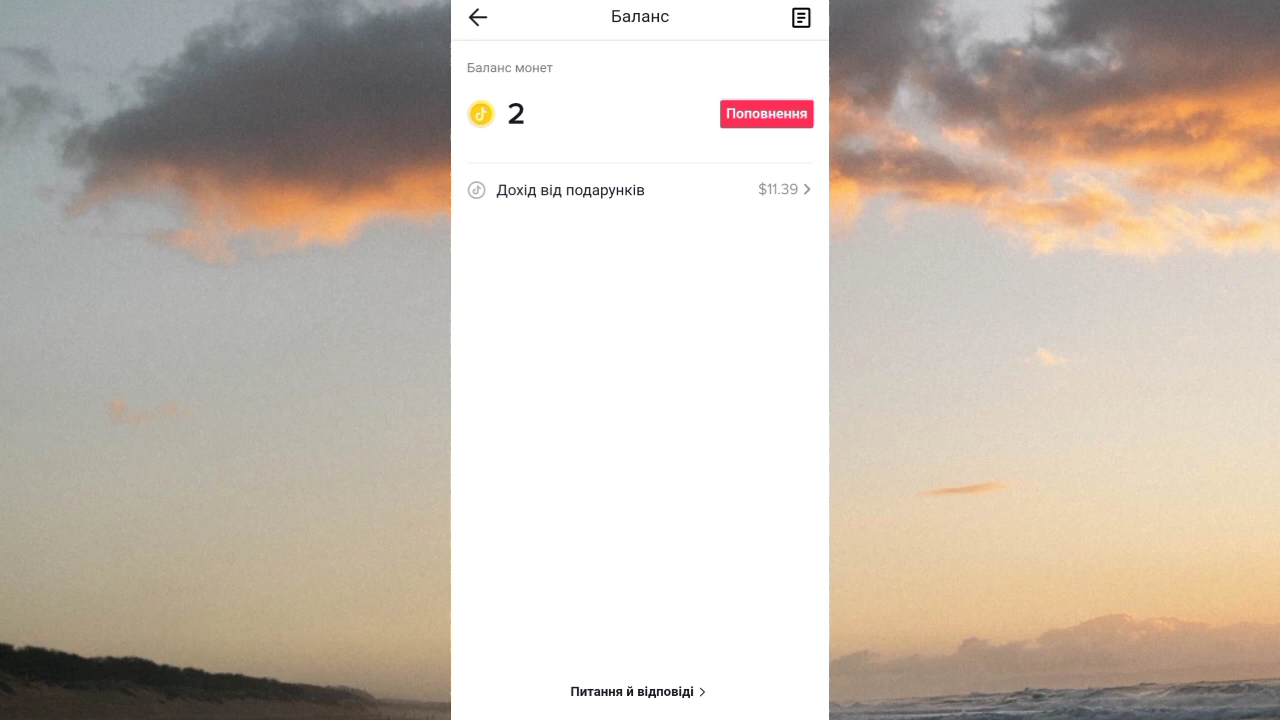 Баланс
Баланс монет
2
Поповнення
Дохід від подарунків
$11.39
Питання й відповіді